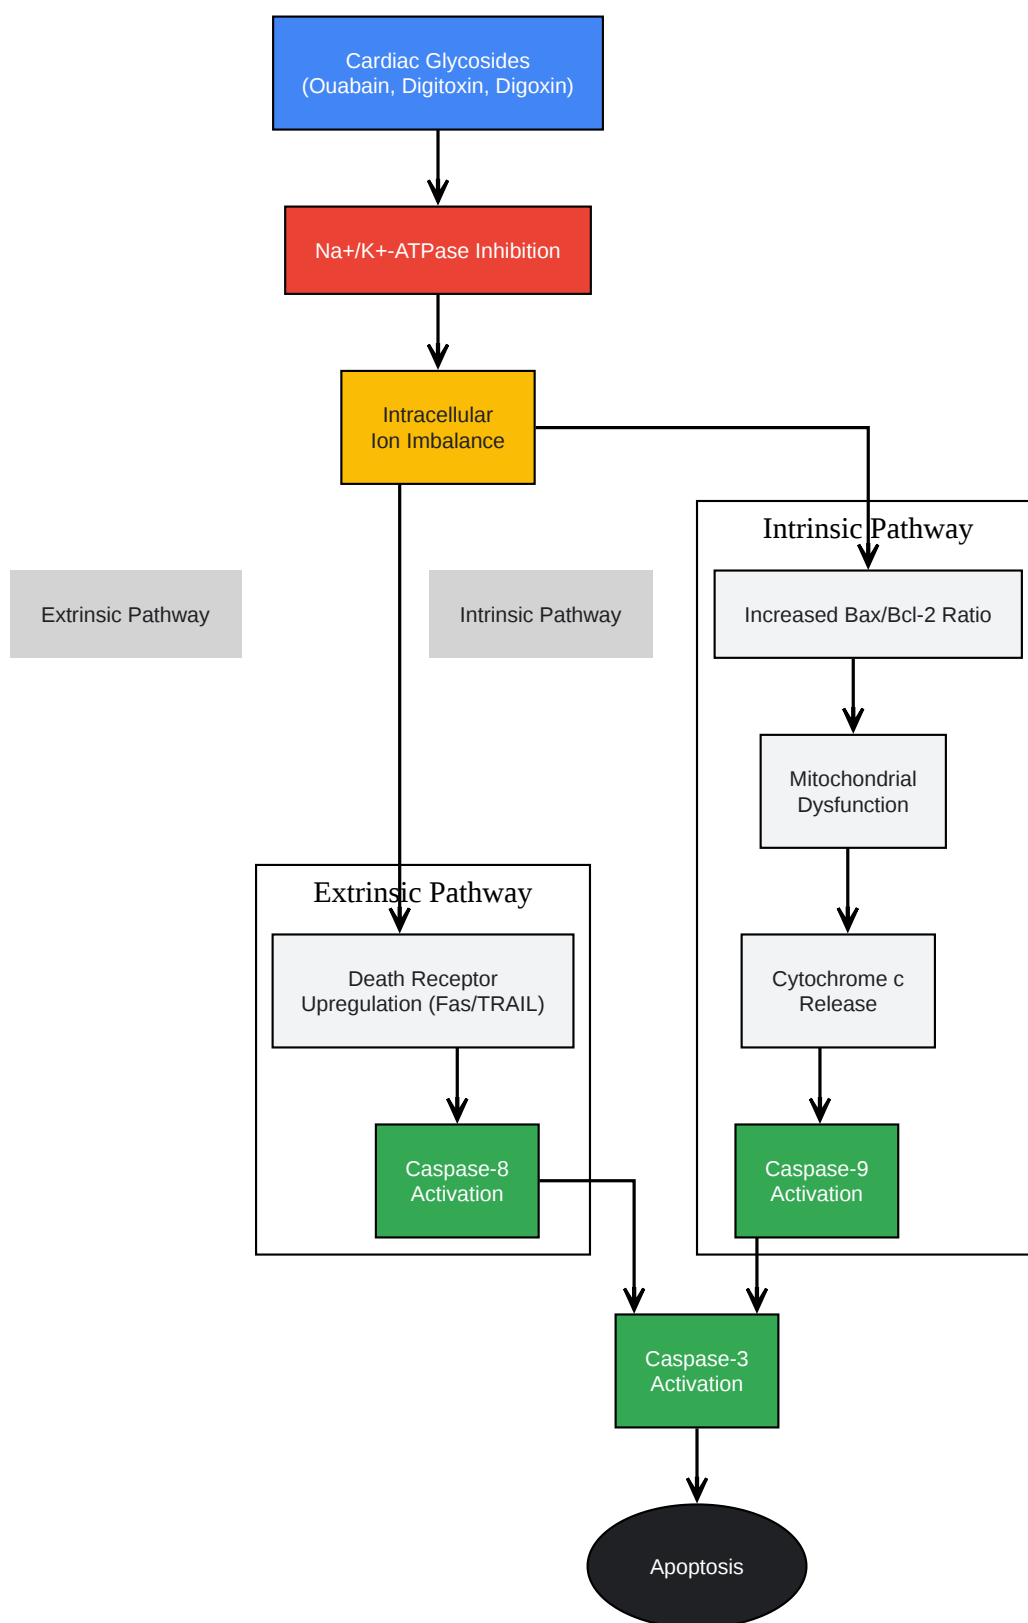 Cardiac Glycosides
(Ouabain, Digitoxin, Digoxin)
Na+/K+-ATPase Inhibition
Intracellular
Ion Imbalance
Intrinsic Pathway
Extrinsic Pathway
Intrinsic Pathway
Increased Bax/Bcl-2 Ratio
Mitochondrial
Dysfunction
Extrinsic Pathway
Death Receptor
Upregulation (Fas/TRAIL)
Cytochrome c
Release
Caspase-8
Activation
Caspase-9
Activation
Caspase-3
Activation
Apoptosis